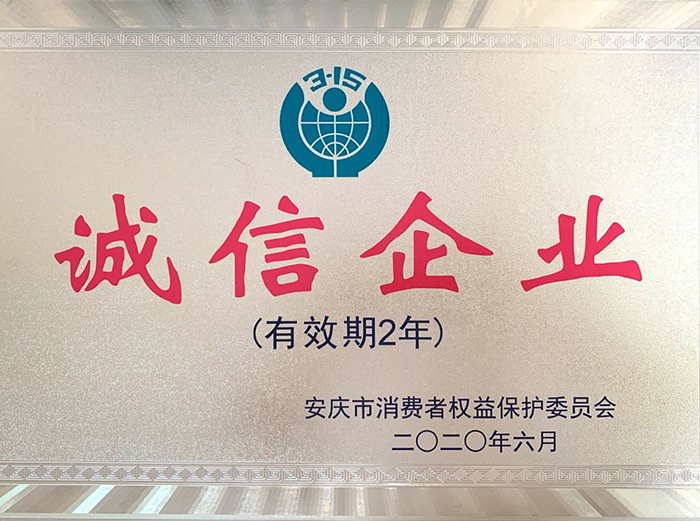 3·15
诚信企业
(有效期2年)
安庆市消费者权益保护委员会
二〇二〇年六月